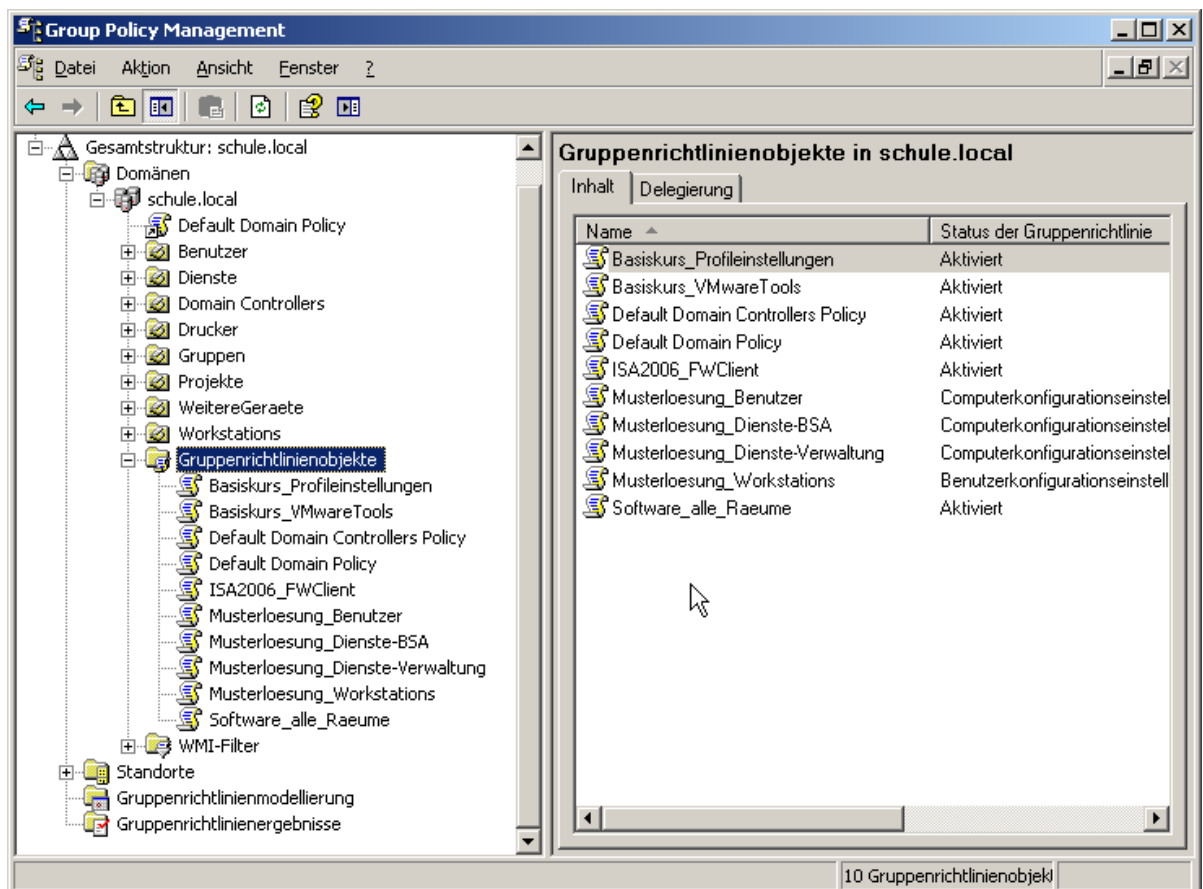 Group Policy Management
Datei Aktion Ansicht Fenster ?
Gesamtstruktur: schule.local
Domänen
schule.local
Default Domain Policy
Benutzer
Dienste
Domain Controllers
Drucker
Gruppen
Projekte
WeitereGeraete
Workstations
Gruppenrichtlinienobjekte
Basiskurs_Profileinstellungen
Basiskurs_VMwareTools
Default Domain Controllers Policy
Default Domain Policy
ISA2006_FWClient
Musterloesung_Benutzer
Musterloesung_Dienste-BSA
Musterloesung_Dienste-Verwaltung
Musterloesung_Workstations
Software_alle_Raeume
WMI-Filter
Standorte
Gruppenrichtlinienmodellierung
Gruppenrichtlinienergebnisse
Gruppenrichtlinienobjekte in schule.local
Inhalt Delegierung
Name Status der Gruppenrichtlinie
Basiskurs_Profileinstellungen Aktiviert
Basiskurs_VMwareTools Aktiviert
Default Domain Controllers Policy Aktiviert
Default Domain Policy Aktiviert
ISA2006_FWClient Aktiviert
Musterloesung_Benutzer Computerkonfigurationseinstel
Musterloesung_Dienste-BSA Computerkonfigurationseinstel
Musterloesung_Dienste-Verwaltung Computerkonfigurationseinstel
Musterloesung_Workstations Benutzerkonfigurationseinstell
Software_alle_Raeume Aktiviert
10 Gruppenrichtlinienobjekt